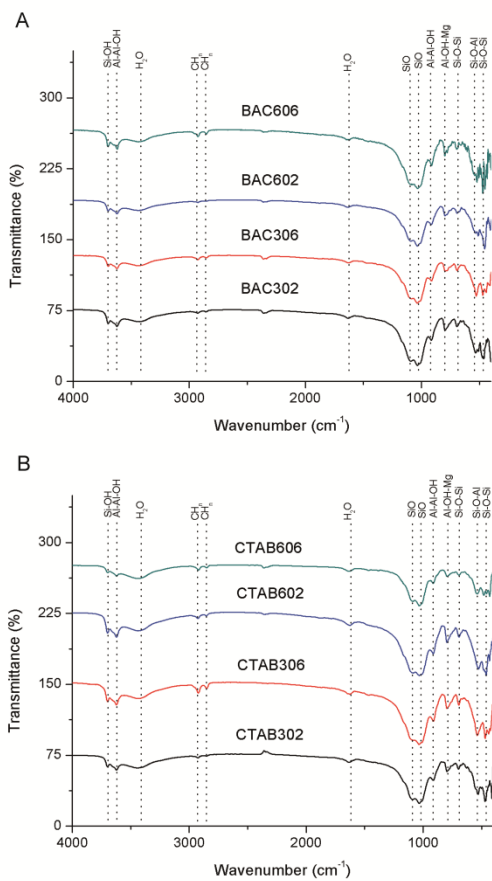 A
Si-OH
Al-Al-OH
H2O
CHn
CHn
H2O
SiO
SiO
Al-Al-OH
Al-OH-Mg
Si-O-Si
Si-O-Al
Si-O-Si
300
225
150
75
0
Transmittance (%)
BAC606
BAC602
BAC306
BAC302
4000
3000
2000
1000
Wavenumber (cm-1)
B
Si-OH
Al-Al-OH
H2O
CHn
CHn
H2O
SiO
SiO
Al-Al-OH
Al-OH-Mg
Si-O-Si
Si-O-Al
Si-O-Si
300
225
150
75
0
Transmittance (%)
CTAB606
CTAB602
CTAB306
CTAB302
4000
3000
2000
1000
Wavenumber (cm-1)